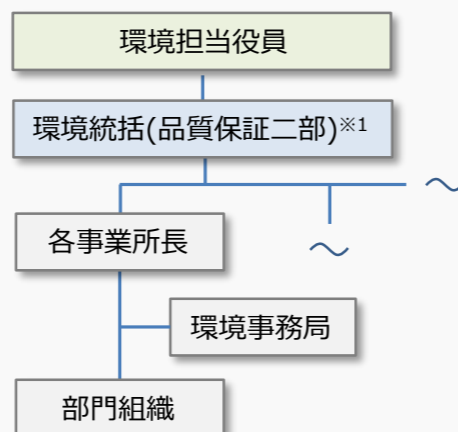 環境担当役員
環境統括(品質保証二部)※1
各事業所長
環境事務局
部門組織